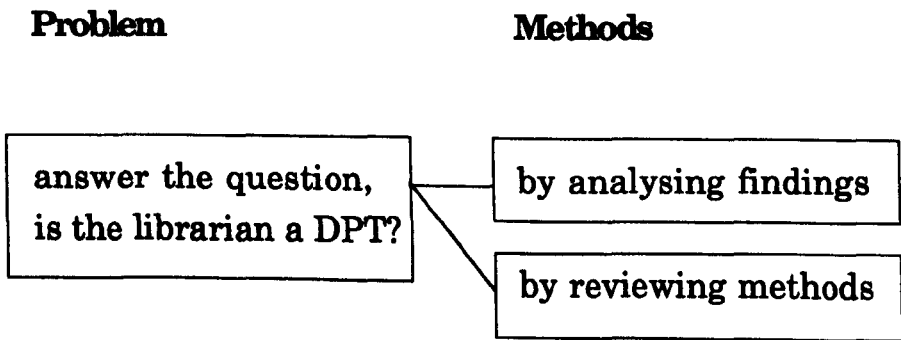 Problem
Methods
answer the question,
is the librarian a DPT?
by analysing findings
by reviewing methods